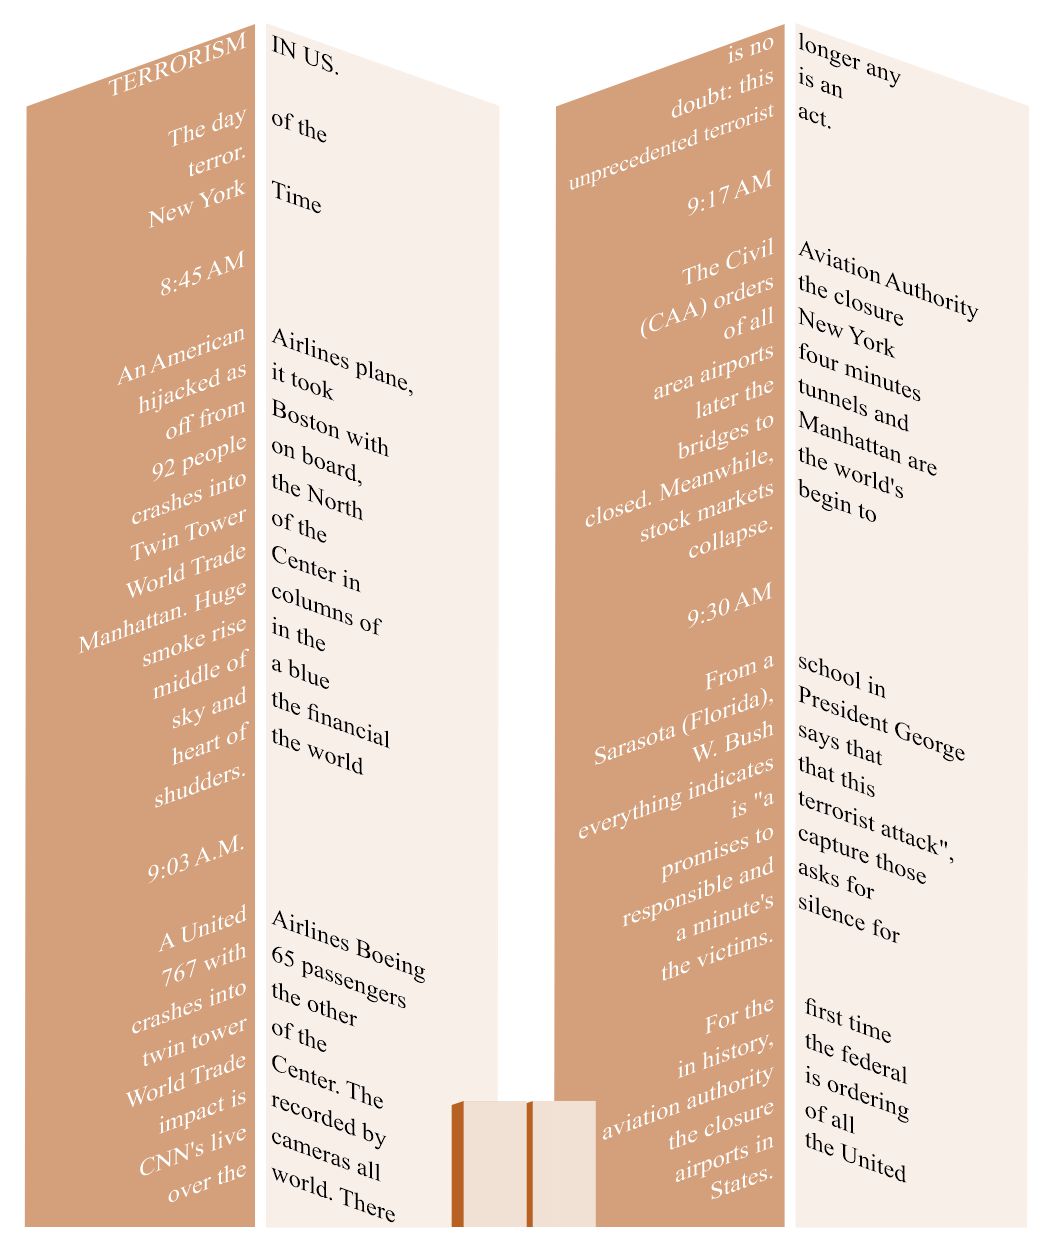 TERRORISM IN US.
The day of the
terror.
New York Time
8:45 AM
An American Airlines plane,
hijacked as it took
off from Boston with
92 people on board,
crashes into the North
Twin Tower of the
World Trade Center in
Manhattan. Huge columns of
smoke rise in the
middle of a blue
sky and the financial
heart of the world
shudders.
9:03 A.M.
A United Airlines Boeing
767 with 65 passengers
crashes into the other
twin tower of the
World Trade Center. The
impact is recorded by
CNN's live cameras all
over the world. There
is no longer any
doubt: this is an
unprecedented terrorist act.
9:17 AM
The Civil Aviation Authority
(CAA) orders the closure
of all New York
area airports four minutes
later the tunnels and
bridges to Manhattan are
closed. Meanwhile, the world's
stock markets begin to
collapse.
9:30 AM
From a school in
Sarasota (Florida), President George
W. Bush says that
everything indicates that this
is "a terrorist attack",
promises to capture those
responsible and asks for
a minute's silence for
the victims.
For the first time
in history, the federal
aviation authority is ordering
the closure of all
airports in the United
States.